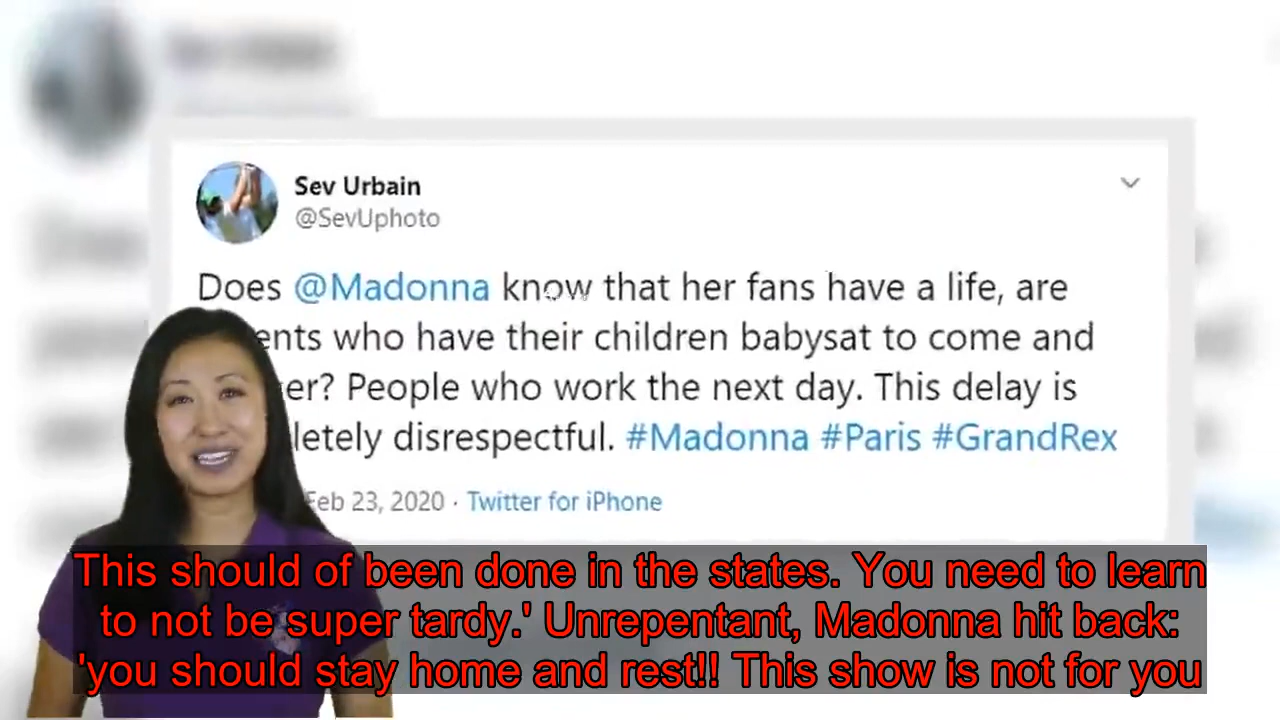 Sev Urbain
@SevUphoto
Does @Madonna know that her fans have a life, are
ents who have their children babysat to come and
er? People who work the next day. This delay is
letely disrespectful. #Madonna #Paris #GrandRex
Feb 23, 2020 · Twitter for iPhone
This should of been done in the states. You need to learn
to not be super tardy.' Unrepentant, Madonna hit back:
'you should stay home and rest!! This show is not for you